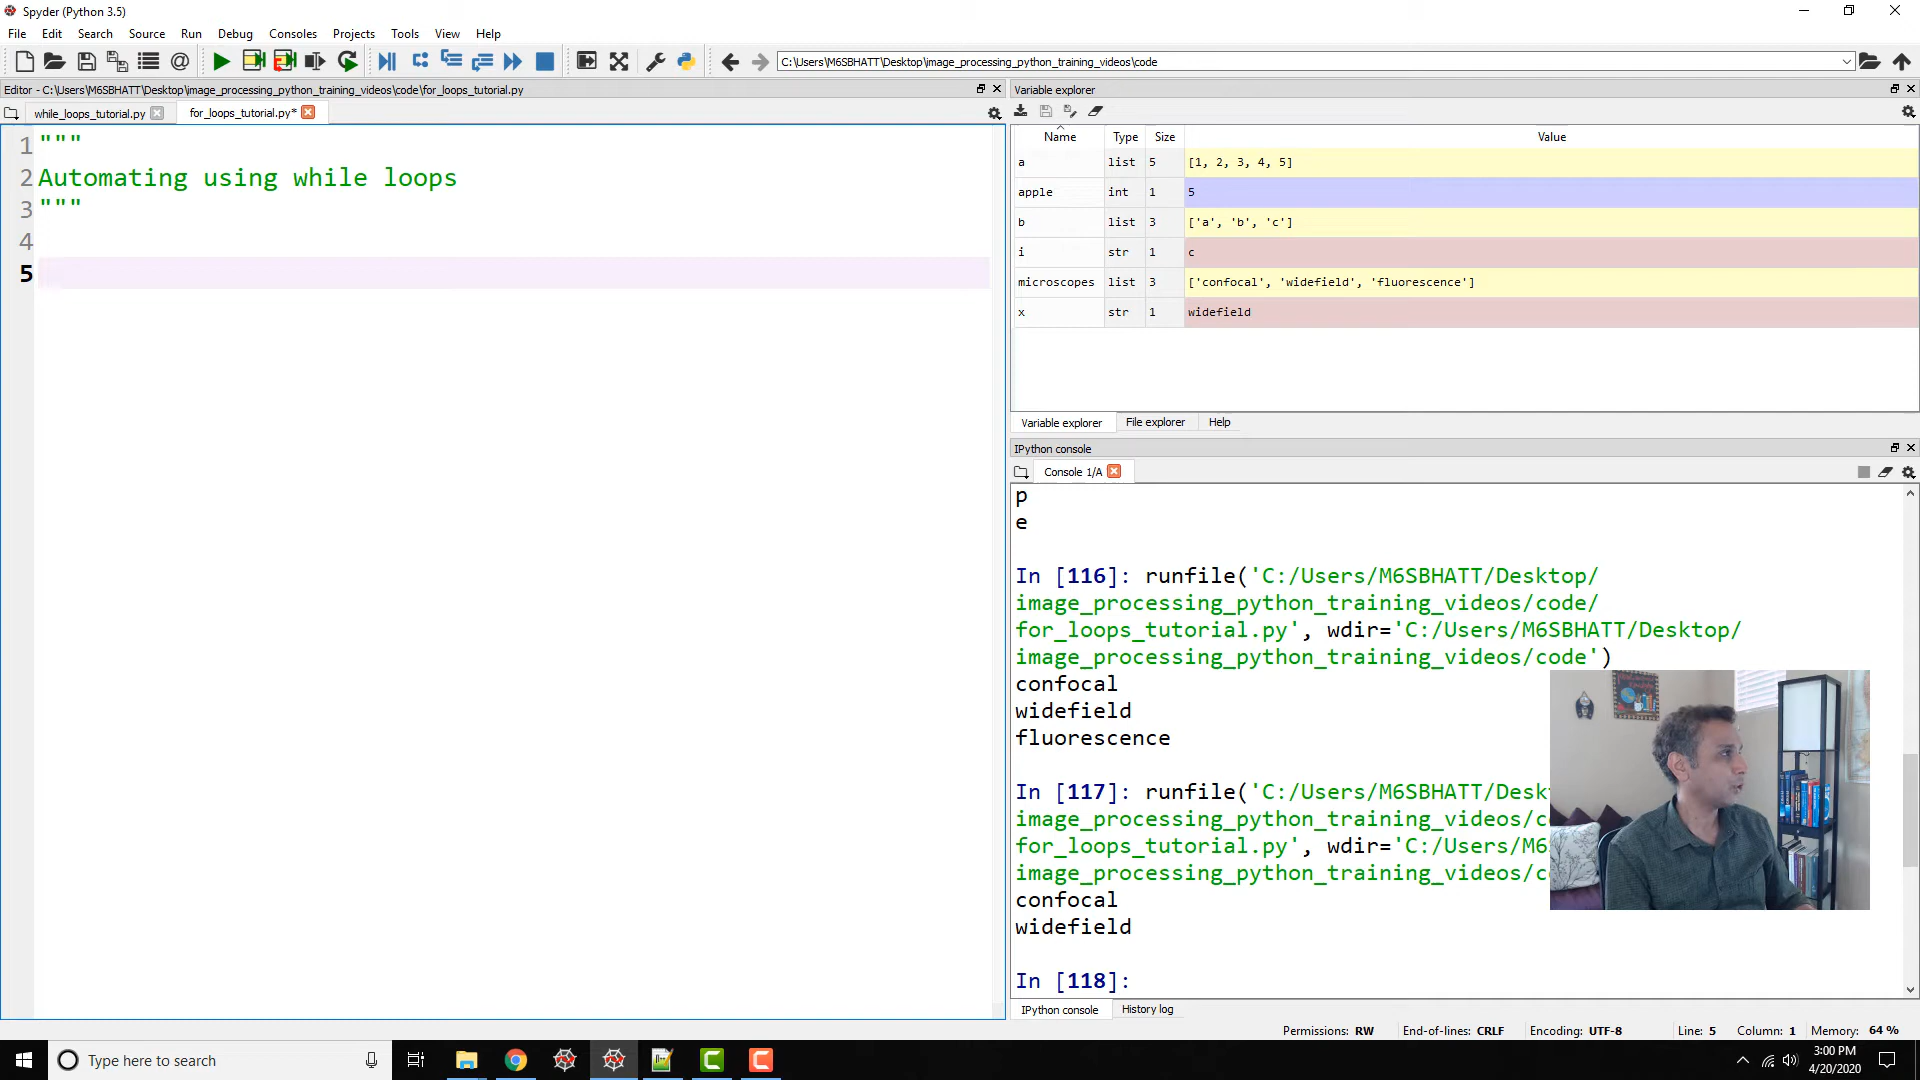 Spyder (Python 3.5)
File Edit Search Source Run Debug Consoles Projects Tools View Help
C:\Users\M6SBHATT\Desktop\image_processing_python_training_videos\code
Editor - C:\Users\M6SBHATT\Desktop\image_processing_python_training_videos\code\for_loops_tutorial.py
while_loops_tutorial.py for_loops_tutorial.py*
1 """
2 Automating using while loops
3 """
4
5
Variable explorer
Name Type Size Value
a list 5 [1, 2, 3, 4, 5]
apple int 1 5
b list 3 ['a', 'b', 'c']
i str 1 c
microscopes list 3 ['confocal', 'widefield', 'fluorescence']
x str 1 widefield
Variable explorer File explorer Help
IPython console
Console 1/A
p
e
In [116]: runfile('C:/Users/M6SBHATT/Desktop/
image_processing_python_training_videos/code/
for_loops_tutorial.py', wdir='C:/Users/M6SBHATT/Desktop/
image_processing_python_training_videos/code')
confocal
widefield
fluorescence
In [117]: runfile('C:/Users/M6SBHATT/Desk
image_processing_python_training_videos/c
for_loops_tutorial.py', wdir='C:/Users/M6
image_processing_python_training_videos/c
confocal
widefield
In [118]:
IPython console History log
Permissions: RW End-of-lines: CRLF Encoding: UTF-8 Line: 5 Column: 1 Memory: 64 %
Type here to search
3:00 PM
4/20/2020